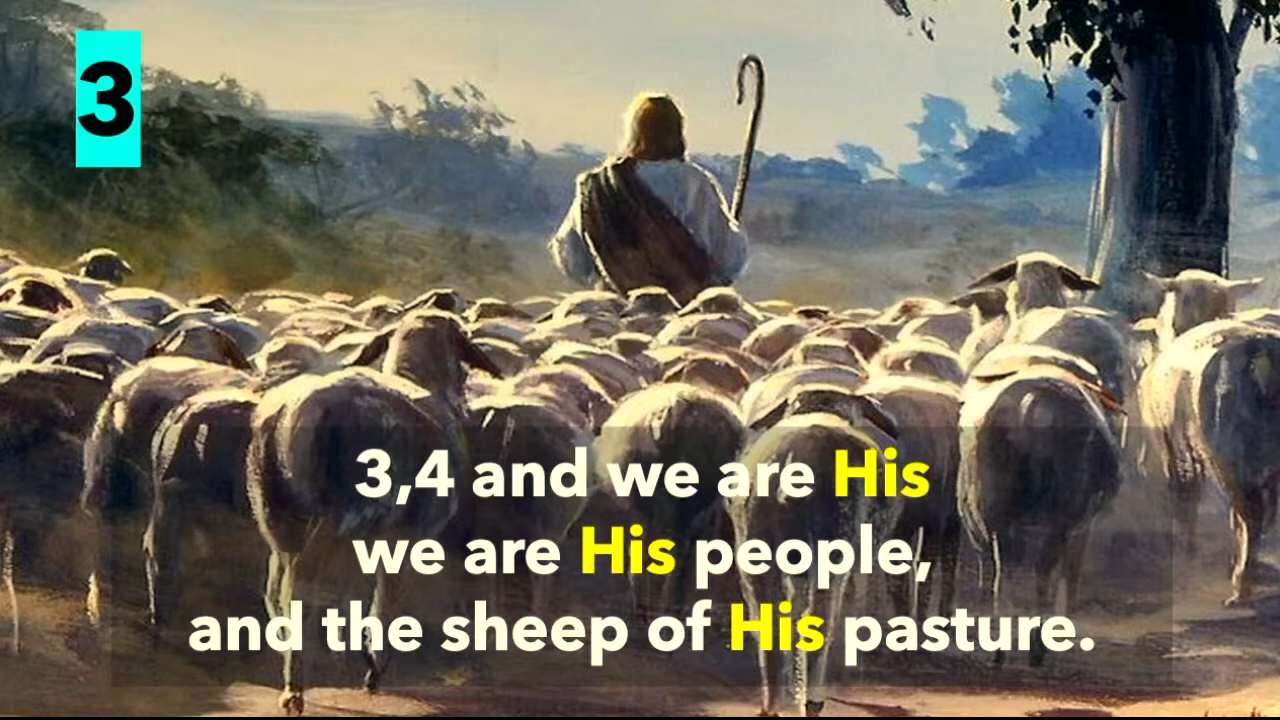 3
3,4 and we are His
we are His people,
and the sheep of His pasture.